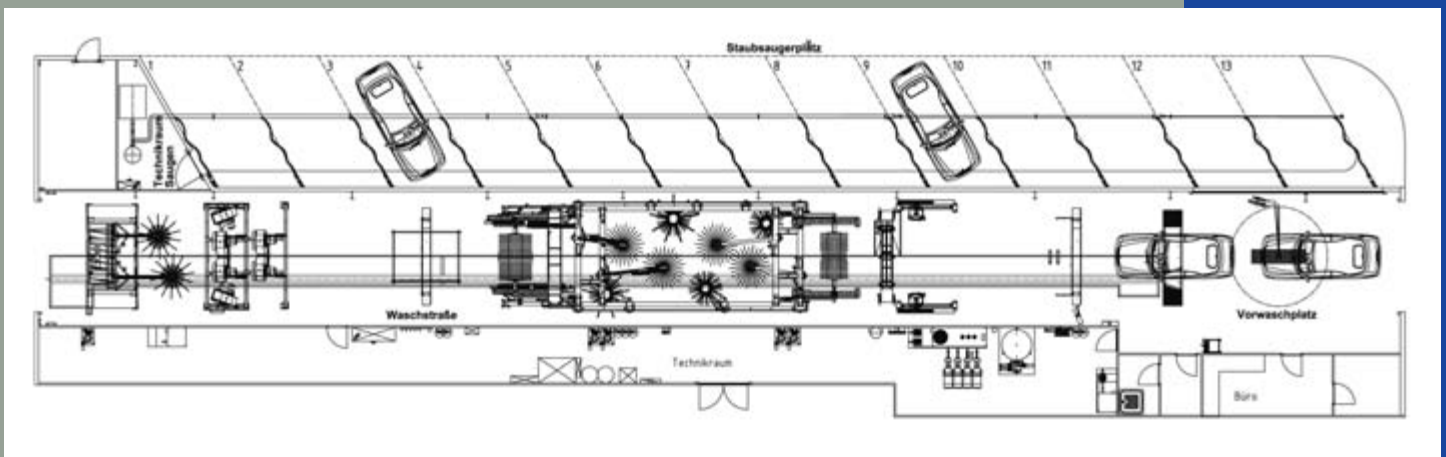 Staubsaugerplatz
1 2 3 4 5 6 7 8 9 10 11 12 13
Technikraum
Saugen
Waschstraße
Vorwaschplatz
Technikraum
Büro